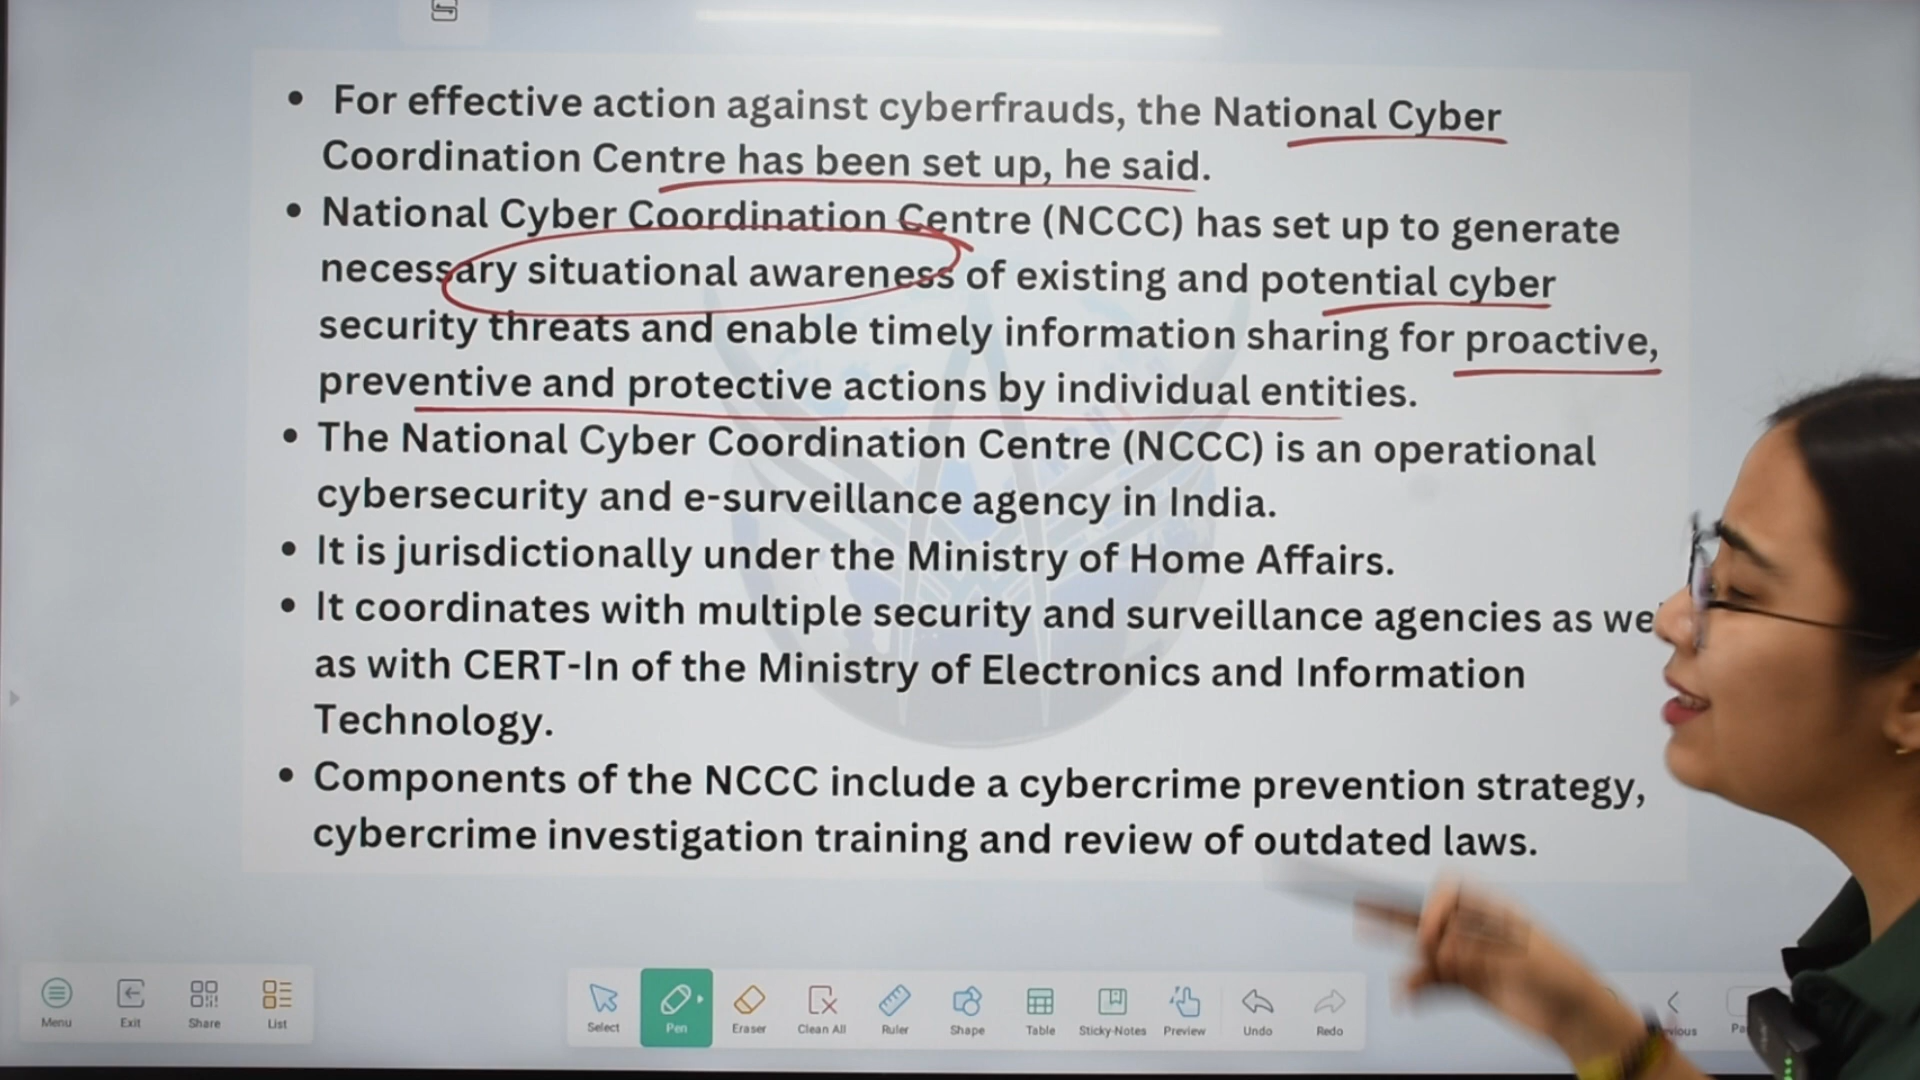 • For effective action against cyberfrauds, the National Cyber
Coordination Centre has been set up, he said.
• National Cyber Coordination Centre (NCCC) has set up to generate
necessary situational awareness of existing and potential cyber
security threats and enable timely information sharing for proactive,
preventive and protective actions by individual entities.
• The National Cyber Coordination Centre (NCCC) is an operational
cybersecurity and e-surveillance agency in India.
• It is jurisdictionally under the Ministry of Home Affairs.
• It coordinates with multiple security and surveillance agencies as we
as with CERT-In of the Ministry of Electronics and Information
Technology.
• Components of the NCCC include a cybercrime prevention strategy,
cybercrime investigation training and review of outdated laws.
Menu Exit Share List Select Pen Eraser Clean All Ruler Shape Table Sticky-Notes Preview Undo Redo